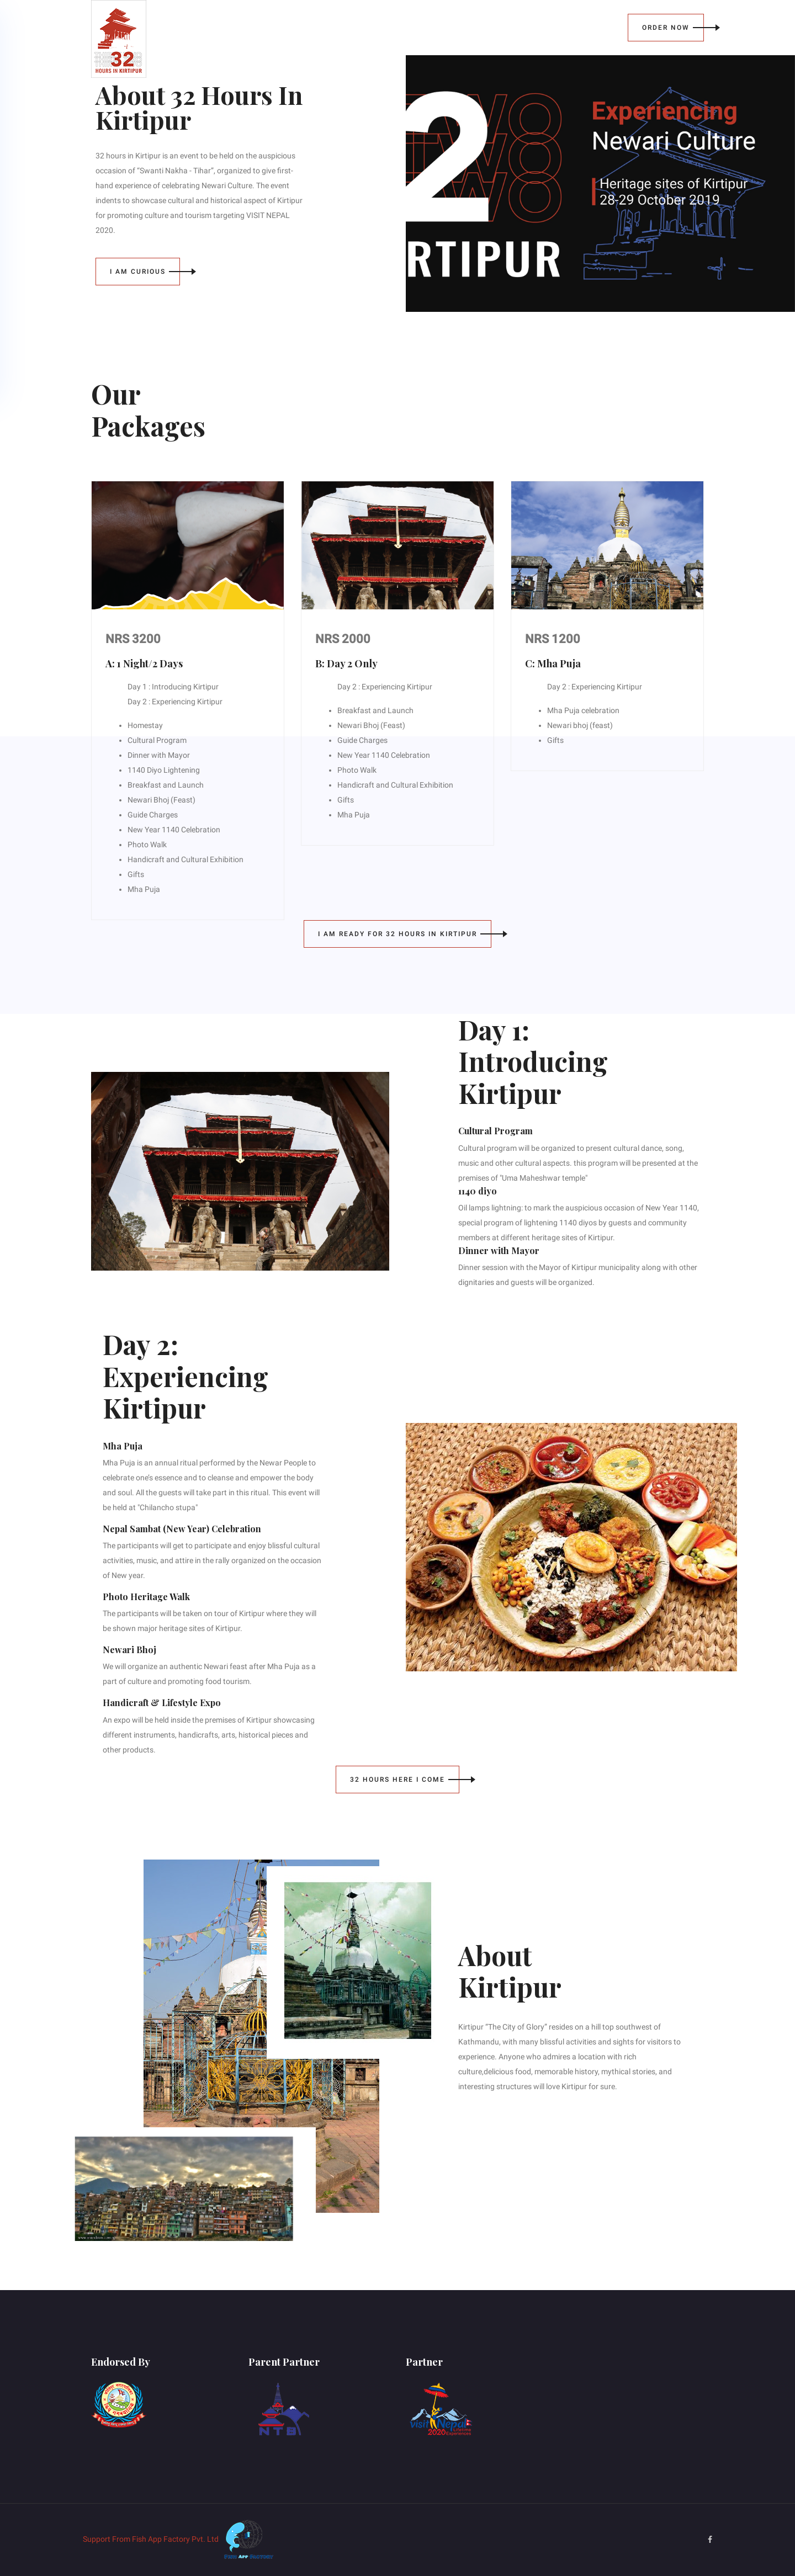 32
HOURS IN KIRTIPUR
ORDER NOW
About 32 Hours In
Kirtipur
32 hours in Kirtipur is an event to be held on the auspicious
occasion of "Swanti Nakha - Tihar", organized to give first-
hand experience of celebrating Newari Culture. The event
indents to showcase cultural and historical aspect of Kirtipur
for promoting culture and tourism targeting VISIT NEPAL
2020.
I AM CURIOUS
2
RTIPUR
Experiencing
Newari Culture
Heritage sites of Kirtipur
28-29 October 2019
Our
Packages
NRS 3200
A: 1 Night/2 Days
Day 1 : Introducing Kirtipur
Day 2 : Experiencing Kirtipur
Homestay
Cultural Program
Dinner with Mayor
1140 Diyo Lightening
Breakfast and Launch
Newari Bhoj (Feast)
Guide Charges
New Year 1140 Celebration
Photo Walk
Handicraft and Cultural Exhibition
Gifts
Mha Puja
NRS 2000
B: Day 2 Only
Day 2 : Experiencing Kirtipur
Breakfast and Launch
Newari Bhoj (Feast)
Guide Charges
New Year 1140 Celebration
Photo Walk
Handicraft and Cultural Exhibition
Gifts
Mha Puja
NRS 1200
C: Mha Puja
Day 2 : Experiencing Kirtipur
Mha Puja celebration
Newari bhoj (feast)
Gifts
I AM READY FOR 32 HOURS IN KIRTIPUR
Day 1:
Introducing
Kirtipur
Cultural Program
Cultural program will be organized to present cultural dance, song,
music and other cultural aspects. this program will be presented at the
premises of "Uma Maheshwar temple"
1140 diyo
Oil lamps lightning: to mark the auspicious occasion of New Year 1140,
special program of lightening 1140 diyos by guests and community
members at different heritage sites of Kirtipur.
Dinner with Mayor
Dinner session with the Mayor of Kirtipur municipality along with other
dignitaries and guests will be organized.
Day 2:
Experiencing
Kirtipur
Mha Puja
Mha Puja is an annual ritual performed by the Newar People to
celebrate one's essence and to cleanse and empower the body
and soul. All the guests will take part in this ritual. This event will
be held at "Chilancho stupa"
Nepal Sambat (New Year) Celebration
The participants will get to participate and enjoy blissful cultural
activities, music, and attire in the rally organized on the occasion
of New year.
Photo Heritage Walk
The participants will be taken on tour of Kirtipur where they will
be shown major heritage sites of Kirtipur.
Newari Bhoj
We will organize an authentic Newari feast after Mha Puja as a
part of culture and promoting food tourism.
Handicraft & Lifestyle Expo
An expo will be held inside the premises of Kirtipur showcasing
different instruments, handicrafts, arts, historical pieces and
other products.
32 HOURS HERE I COME
About
Kirtipur
Kirtipur "The City of Glory" resides on a hill top southwest of
Kathmandu, with many blissful activities and sights for visitors to
experience. Anyone who admires a location with rich
culture,delicious food, memorable history, mythical stories, and
interesting structures will love Kirtipur for sure.
Endorsed By
Parent Partner
Partner
NTB
visit Nepal
2020
Support From Fish App Factory Pvt. Ltd